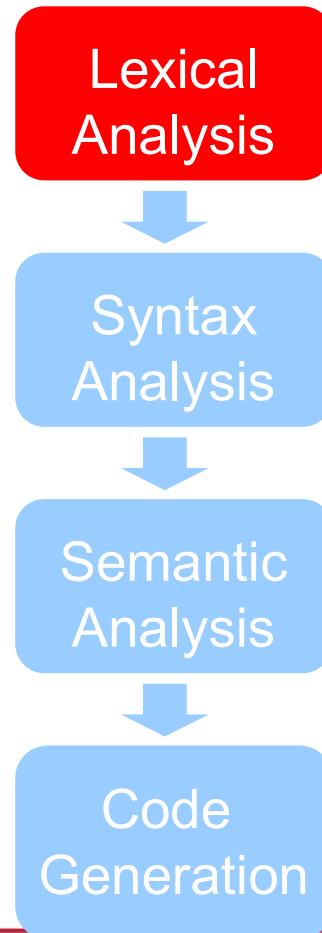 Lexical
Analysis
Syntax
Analysis
Semantic
Analysis
Code
Generation